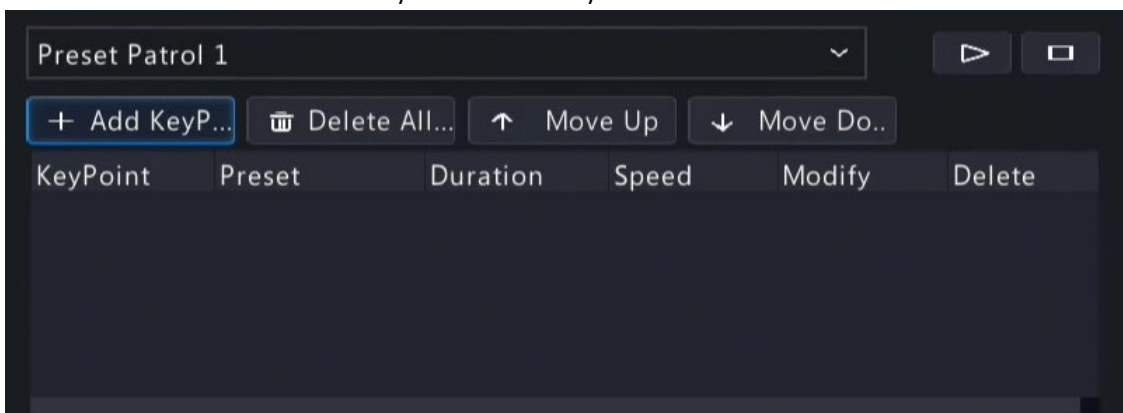 Preset Patrol 1
+ Add KeyP... Delete All... ↑ Move Up ↓ Move Do..
KeyPoint Preset Duration Speed Modify Delete